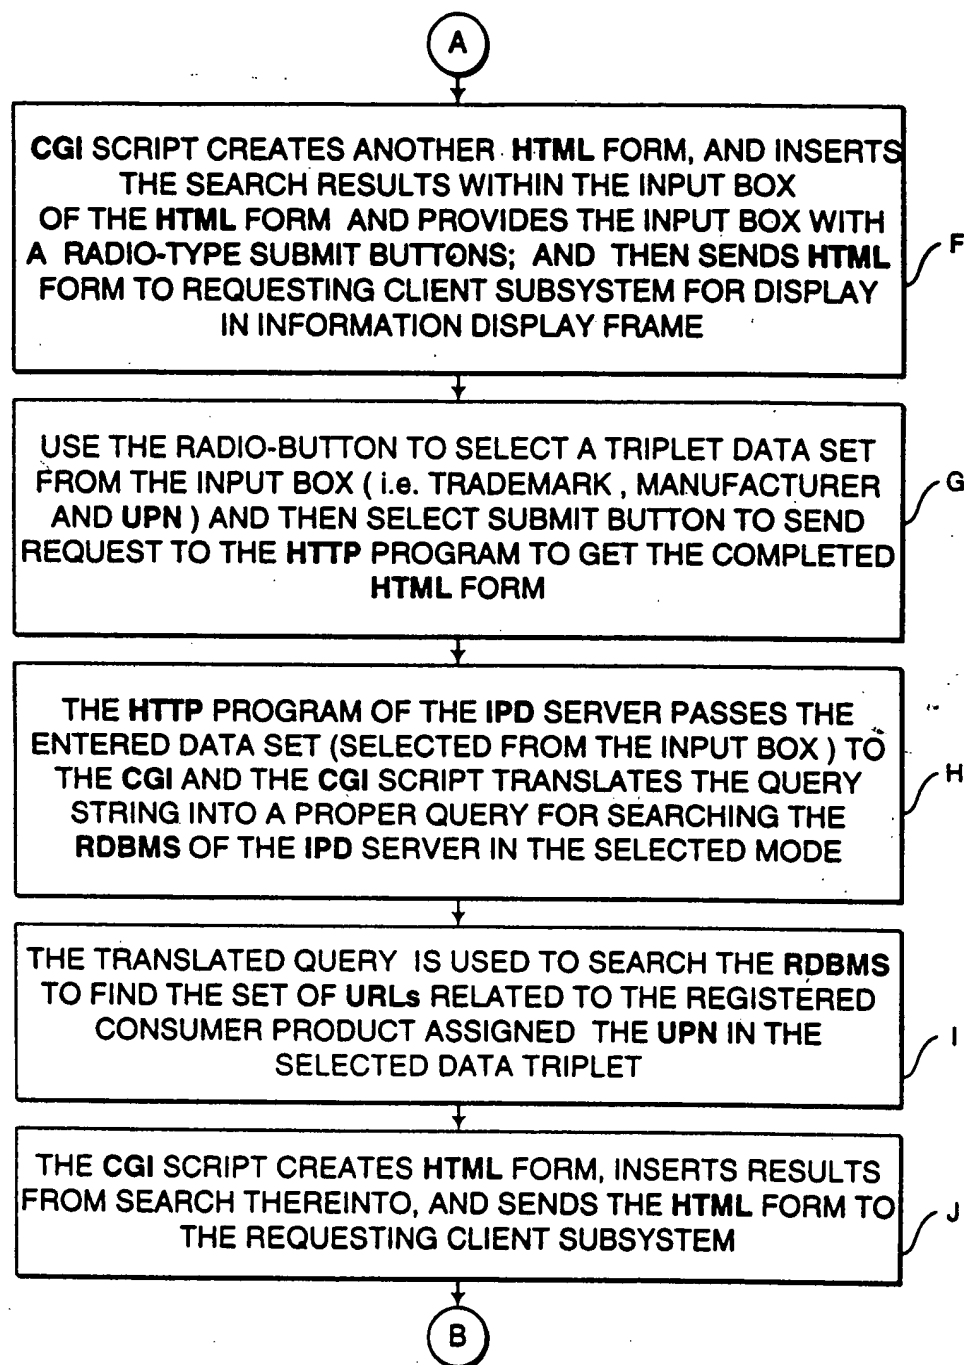 A
CGI SCRIPT CREATES ANOTHER HTML FORM, AND INSERTS
THE SEARCH RESULTS WITHIN THE INPUT BOX
OF THE HTML FORM AND PROVIDES THE INPUT BOX WITH
A RADIO-TYPE SUBMIT BUTTONS; AND THEN SENDS HTML
FORM TO REQUESTING CLIENT SUBSYSTEM FOR DISPLAY
IN INFORMATION DISPLAY FRAME
F
USE THE RADIO-BUTTON TO SELECT A TRIPLET DATA SET
FROM THE INPUT BOX ( i.e. TRADEMARK , MANUFACTURER
AND UPN ) AND THEN SELECT SUBMIT BUTTON TO SEND
REQUEST TO THE HTTP PROGRAM TO GET THE COMPLETED
HTML FORM
G
THE HTTP PROGRAM OF THE IPD SERVER PASSES THE
ENTERED DATA SET (SELECTED FROM THE INPUT BOX ) TO
THE CGI AND THE CGI SCRIPT TRANSLATES THE QUERY
STRING INTO A PROPER QUERY FOR SEARCHING THE
RDBMS OF THE IPD SERVER IN THE SELECTED MODE
H
THE TRANSLATED QUERY IS USED TO SEARCH THE RDBMS
TO FIND THE SET OF URLs RELATED TO THE REGISTERED
CONSUMER PRODUCT ASSIGNED THE UPN IN THE
SELECTED DATA TRIPLET
I
THE CGI SCRIPT CREATES HTML FORM, INSERTS RESULTS
FROM SEARCH THEREINTO, AND SENDS THE HTML FORM TO
THE REQUESTING CLIENT SUBSYSTEM
J
B